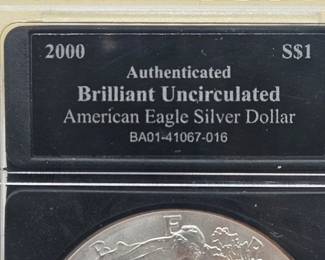 2000 S$1
Authenticated
Brilliant Uncirculated
American Eagle Silver Dollar
BA01-41067-016